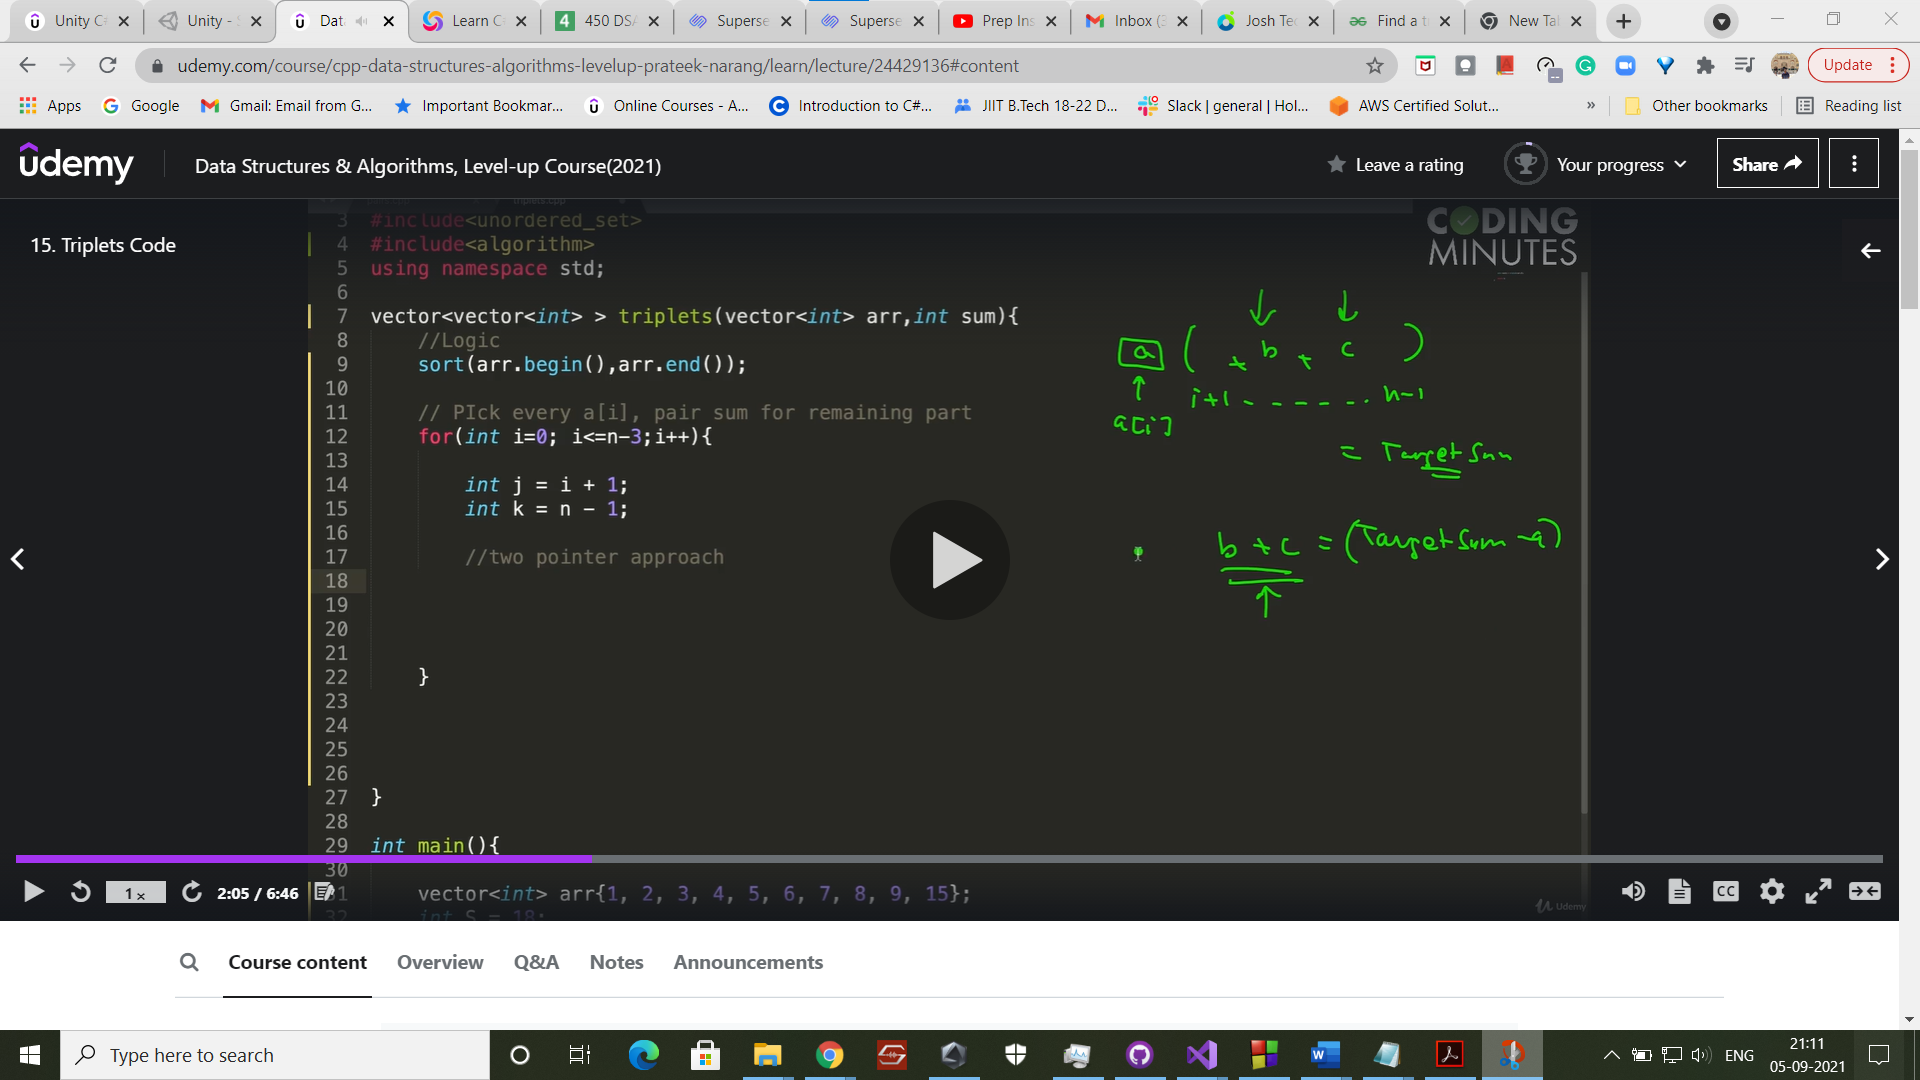 Unity C
Unity -
Dat
Learn C
450 DS
Superse
Superse
Prep Ins
Inbox (3
Josh Tec
Find a t
New Ta
udemy.com/course/cpp-data-structures-algorithms-levelup-prateek-narang/learn/lecture/24429136#content
Update
Apps
Google
Gmail: Email from G...
Important Bookmar...
Online Courses - A...
Introduction to C#...
JIIT B.Tech 18-22 D...
Slack | general | Hol...
AWS Certified Solut...
»
Other bookmarks
Reading list
ûdemy
Data Structures & Algorithms, Level-up Course(2021)
Leave a rating
Your progress
Share
15. Triplets Code
CODING
MINUTES
3 #include<unordered_set>
4 #include<algorithm>
5 using namespace std;
6
7 vector<vector<int> > triplets(vector<int> arr,int sum){
8 //Logic
9 sort(arr.begin(),arr.end());
10
11 // PIck every a[i], pair sum for remaining part
12 for(int i=0; i<=n-3;i++){
13
14 int j = i + 1;
15 int k = n - 1;
16
17 //two pointer approach
18
19
20
21
22 }
23
24
25
26
27 }
28
29 int main(){
30
31 vector<int> arr{1, 2, 3, 4, 5, 6, 7, 8, 9, 15};
32 int S = 18;
a ( + b + c )
i+1 - - - - - - n-1
a[i]
= Target Sum
b + c = (Target Sum - a)
1 x
2:05 / 6:46
CC
Udemy
Course content
Overview
Q&A
Notes
Announcements
Type here to search
ENG
21:11
05-09-2021